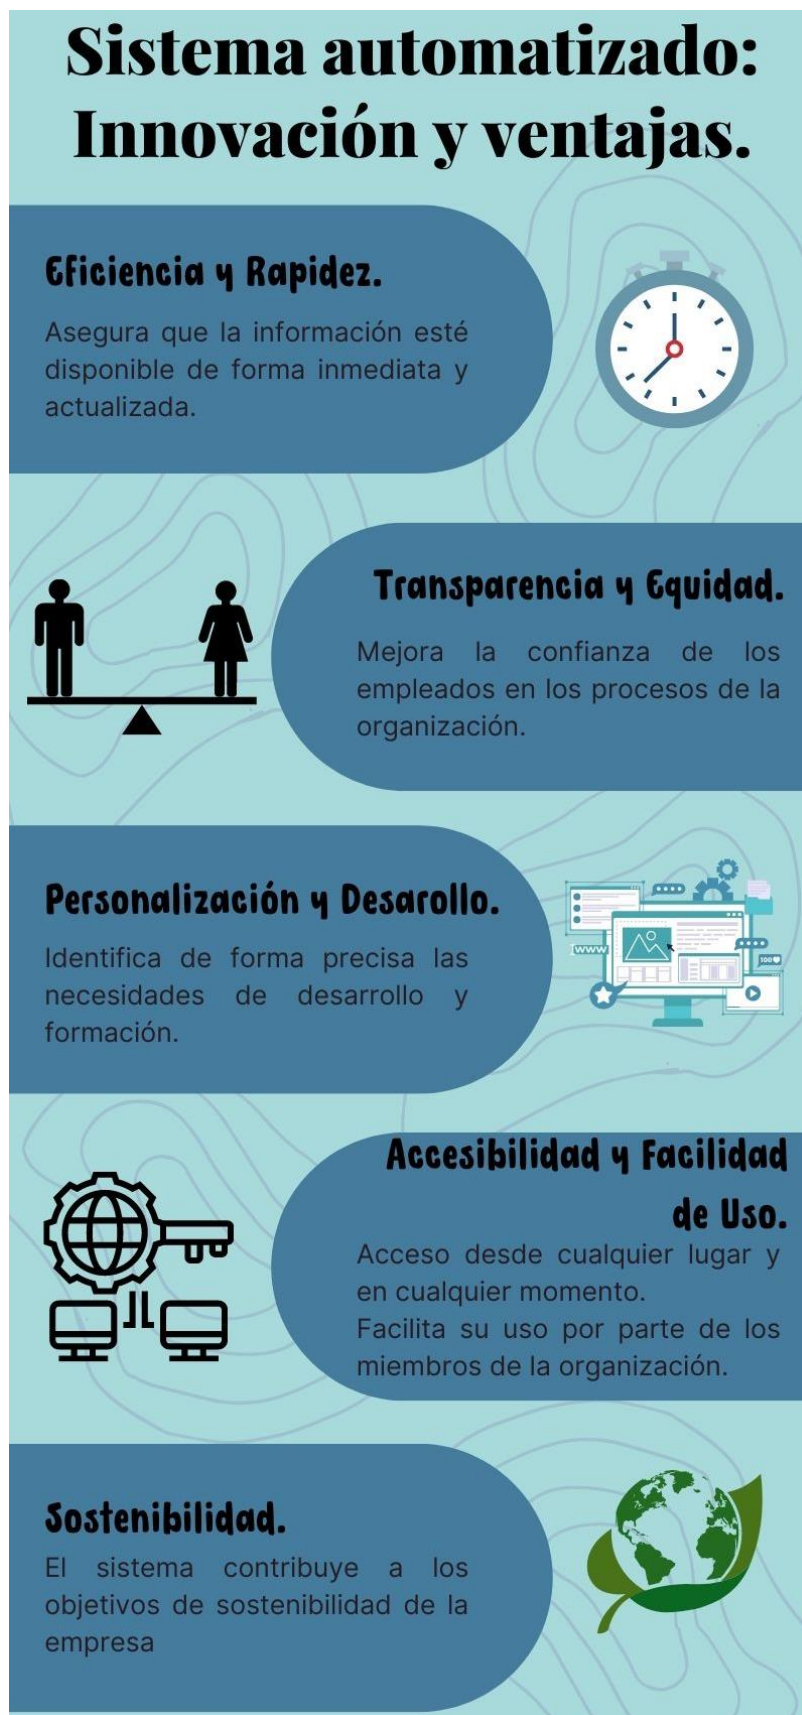 Sistema automatizado:
Innovación y ventajas.
Eficiencia y Rapidez.
Asegura que la información esté
disponible de forma inmediata y
actualizada.
Transparencia y Equidad.
Mejora la confianza de los
empleados en los procesos de la
organización.
Personalización y Desarollo.
Identifica de forma precisa las
necesidades de desarrollo y
formación.
www
100
Accesibilidad y Facilidad
de Uso.
Acceso desde cualquier lugar y
en cualquier momento.
Facilita su uso por parte de los
miembros de la organización.
Sostenibilidad.
El sistema contribuye a los
objetivos de sostenibilidad de la
empresa